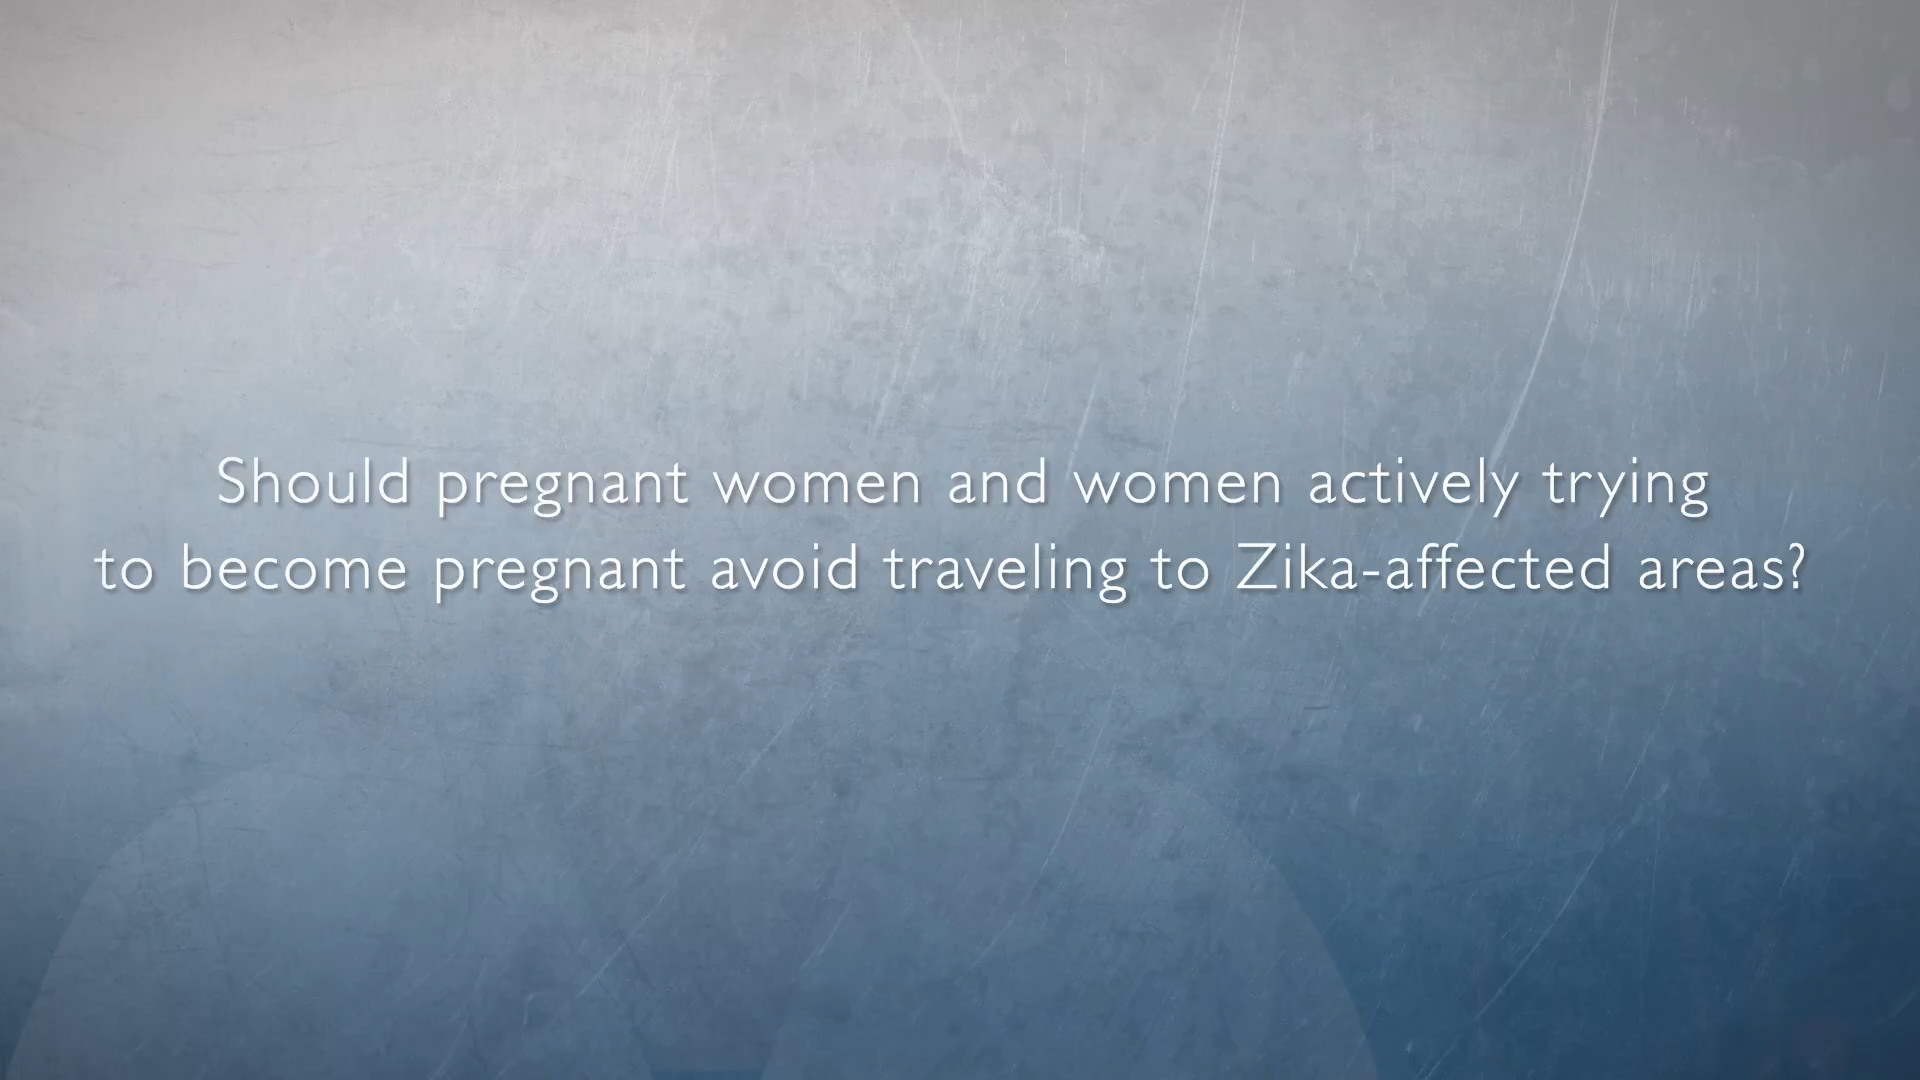 Should pregnant women and women actively trying
to become pregnant avoid traveling to Zika-affected areas?